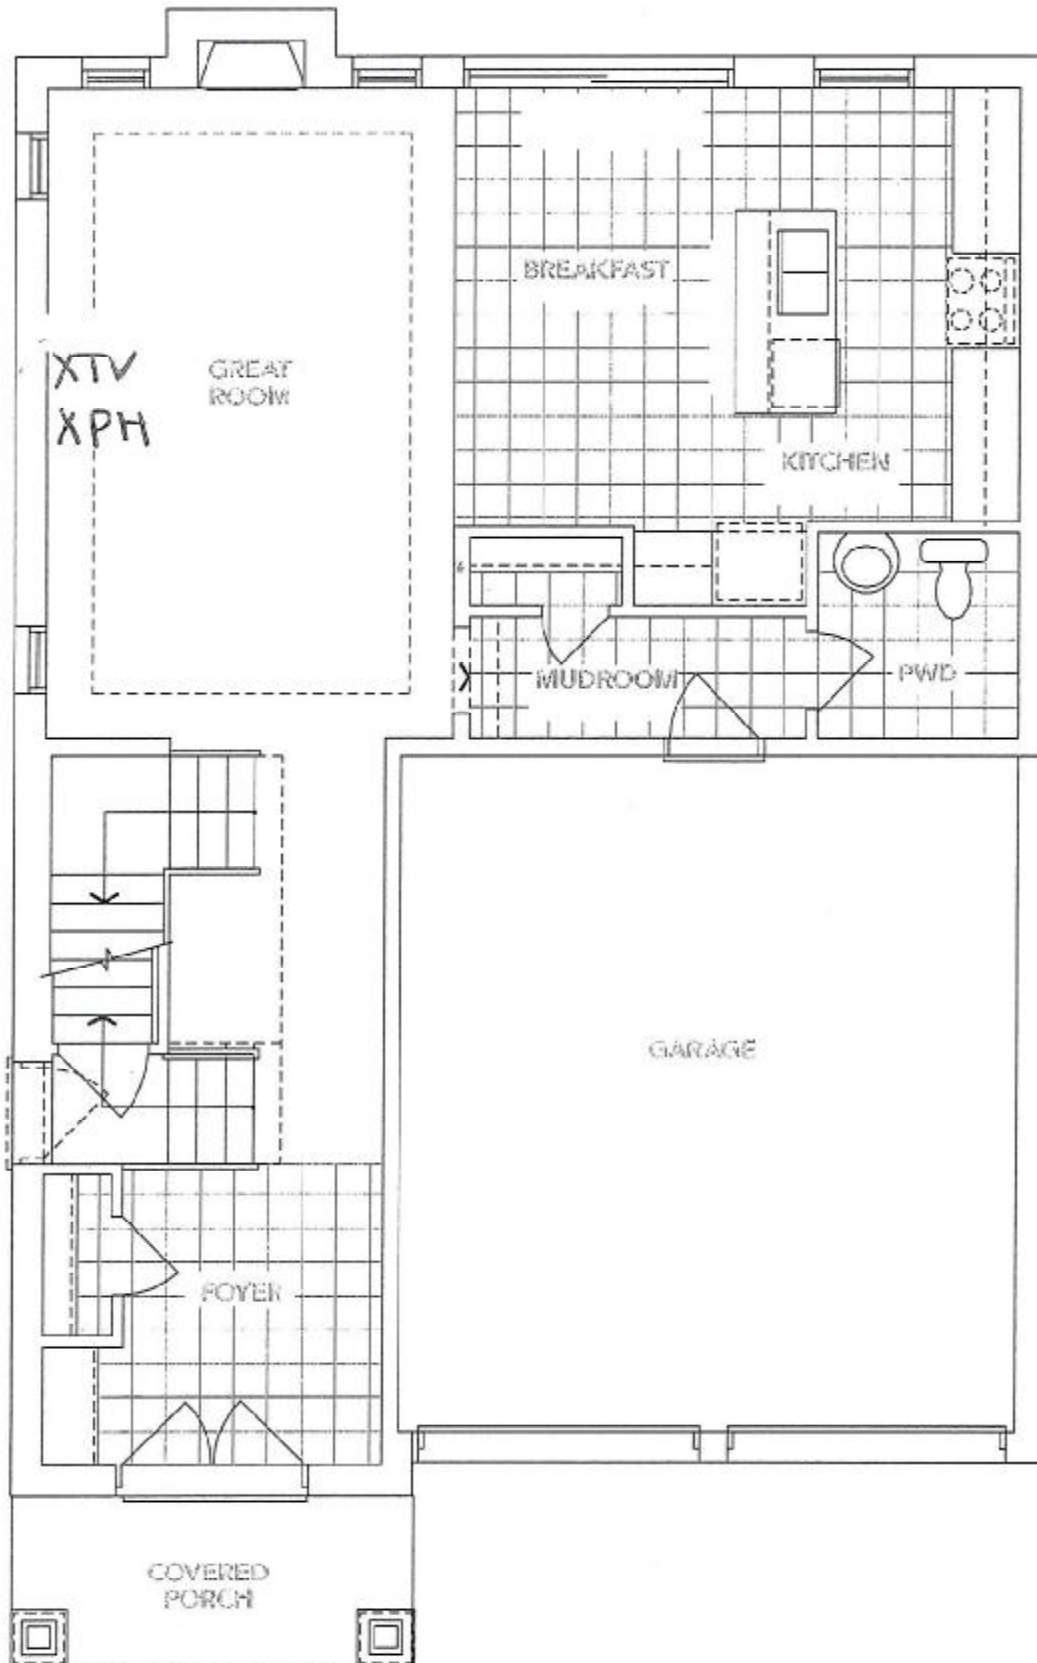 BREAKFAST
XTV
XPH
GREAT
ROOM
KITCHEN
MUDROOM
PWD
GARAGE
FOYER
COVERED
PORCH